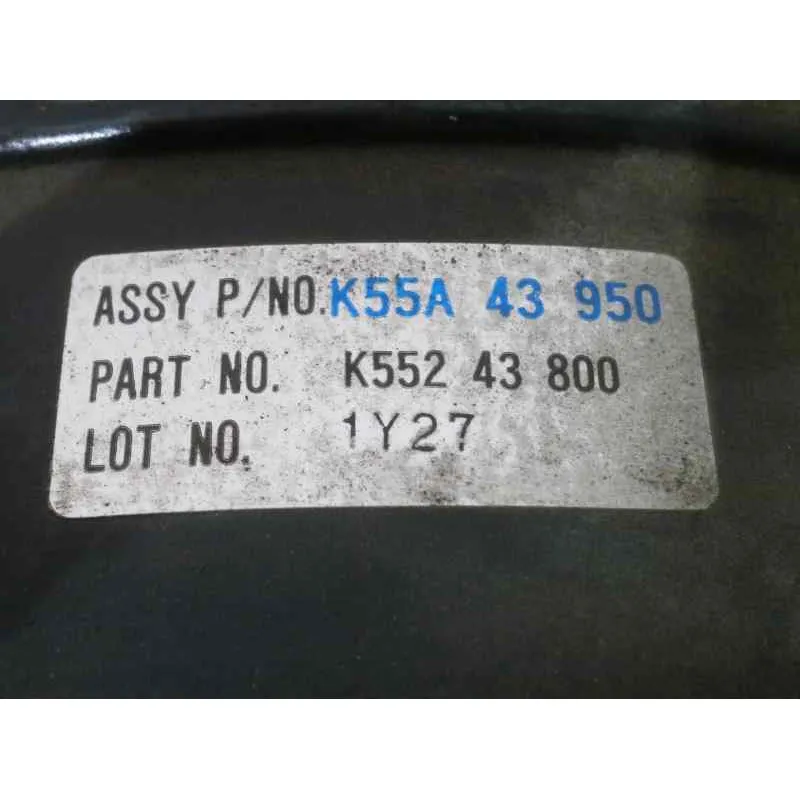 ASSY P/NO. K55A 43 950
PART NO. K552 43 800
LOT NO. 1Y27